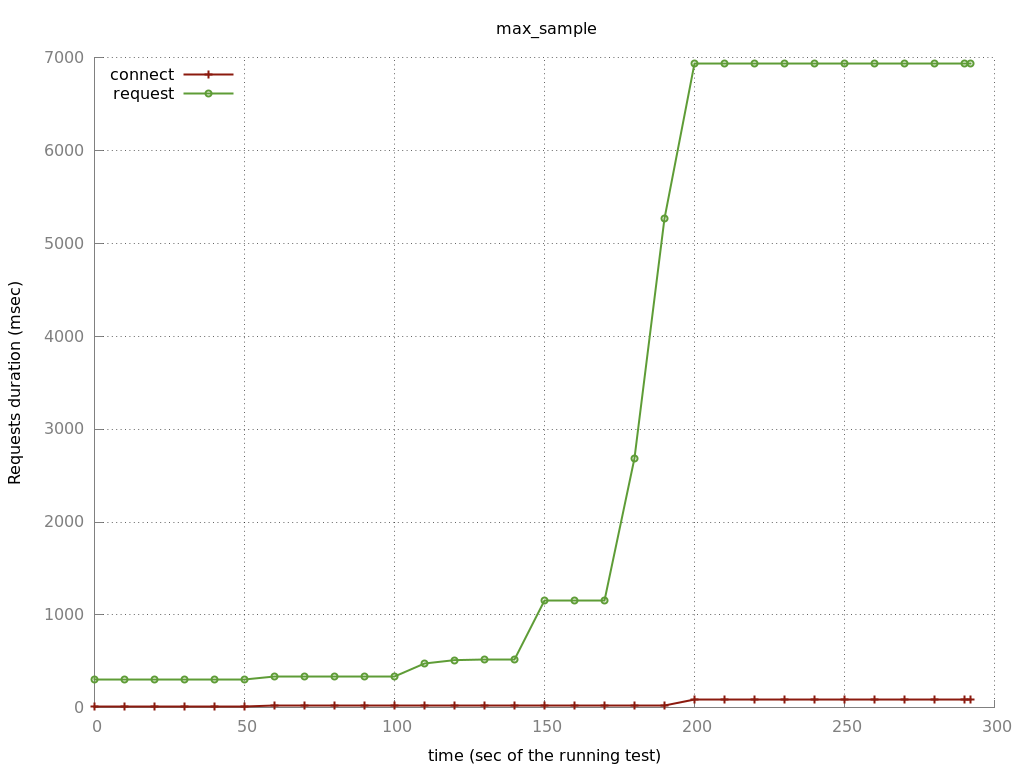 max_sample
connect
request
7000
6000
5000
4000
3000
2000
1000
0
Requests duration (msec)
0 50 100 150 200 250 300
time (sec of the running test)